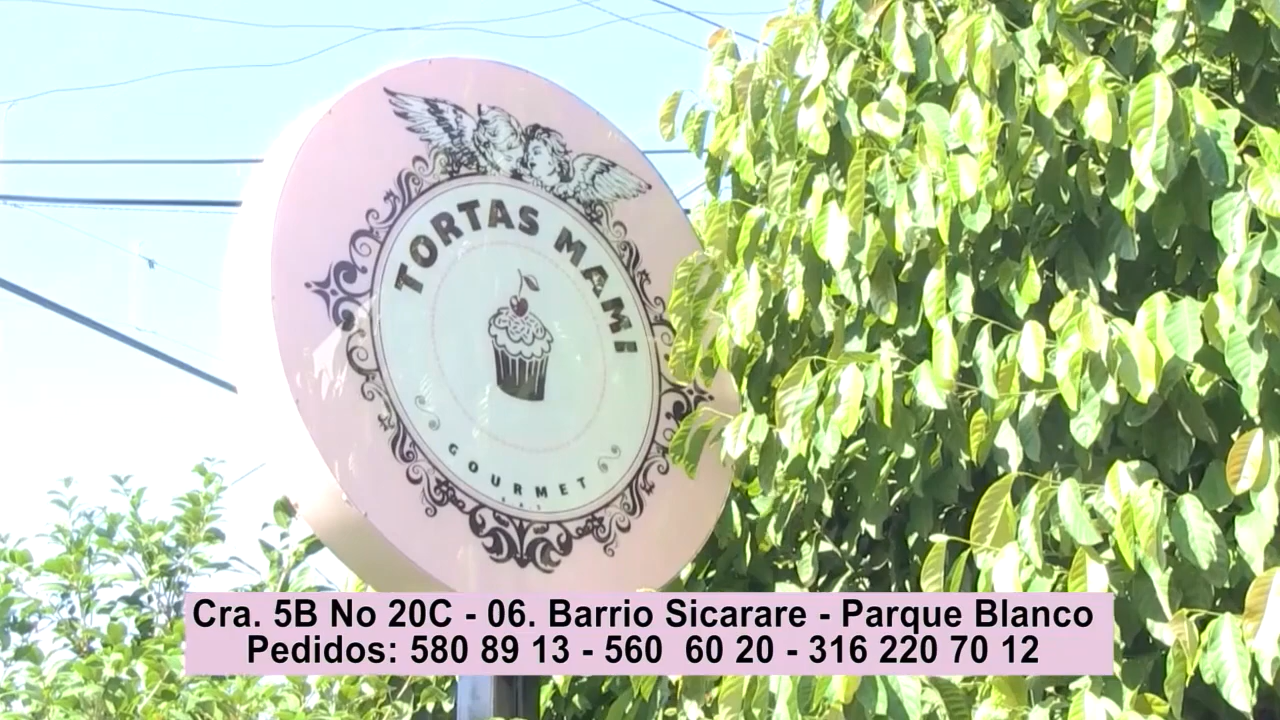 TORTAS MAMI
GOURMET
Cra. 5B No 20C - 06. Barrio Sicarare - Parque Blanco
Pedidos: 580 89 13 - 560  60 20 - 316 220 70 12